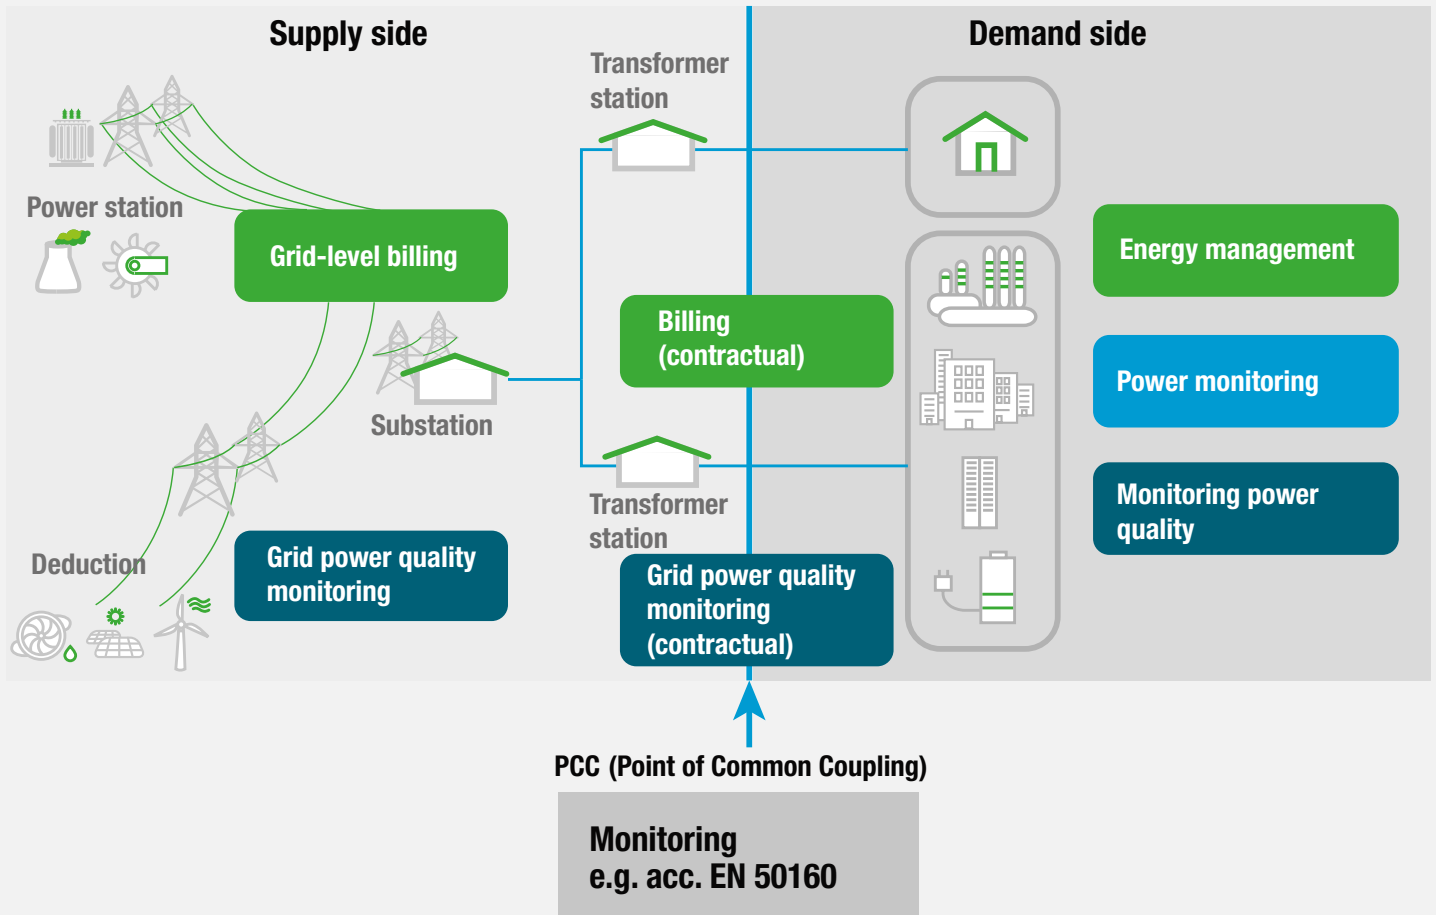 Supply side
Demand side
Transformer
station
Power station
Grid-level billing
Energy management
Billing
(contractual)
Power monitoring
Substation
Monitoring power
quality
Transformer
station
Deduction
Grid power quality
monitoring
Grid power quality
monitoring
(contractual)
PCC (Point of Common Coupling)
Monitoring
e.g. acc. EN 50160